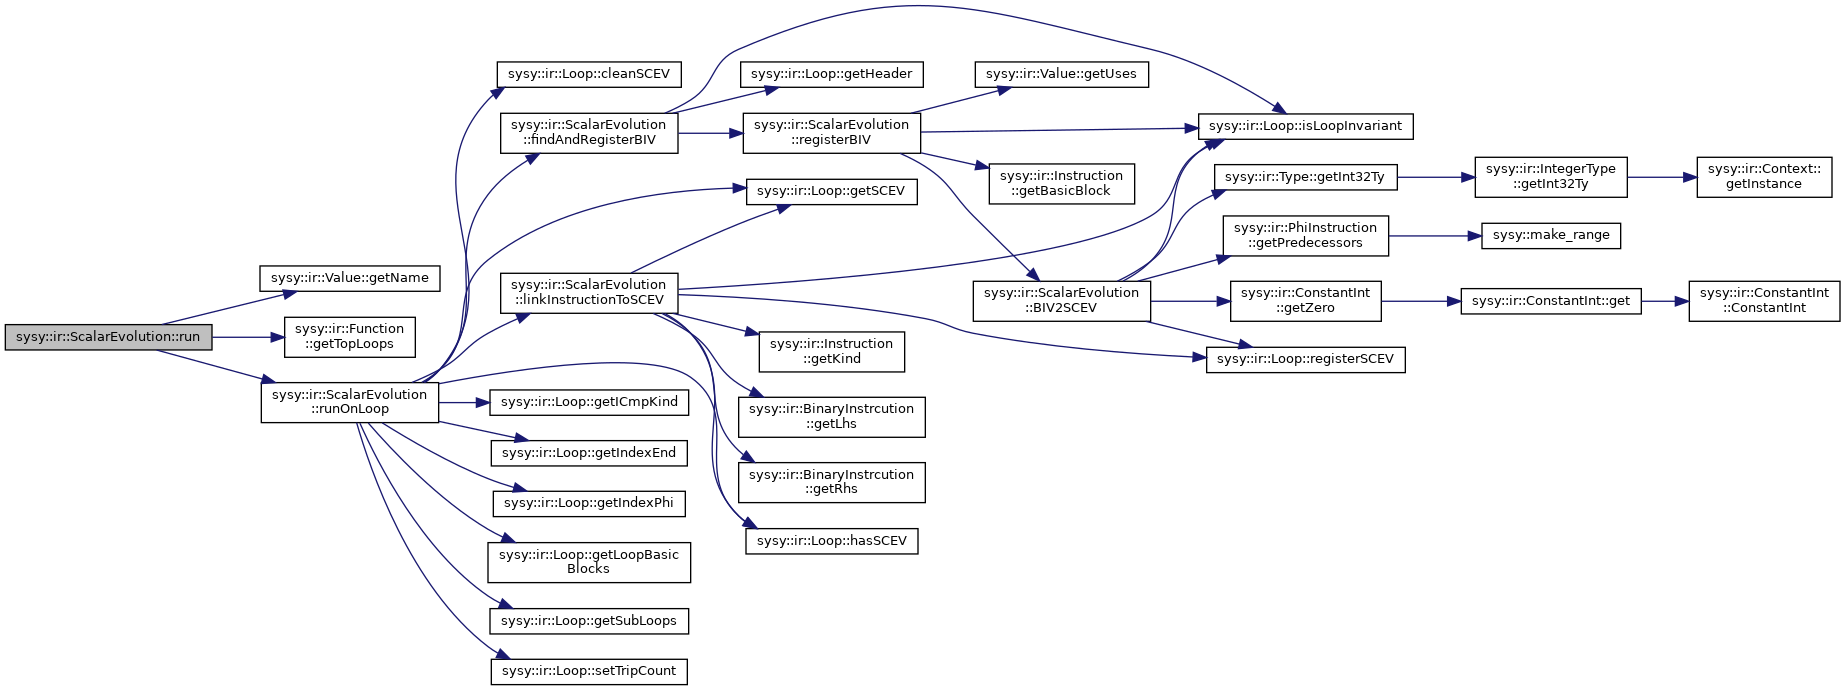 sysy::ir::ScalarEvolution::run
sysy::ir::Value::getName
sysy::ir::Function
::getTopLoops
sysy::ir::ScalarEvolution
::runOnLoop
sysy::ir::Loop::cleanSCEV
sysy::ir::ScalarEvolution
::findAndRegisterBIV
sysy::ir::ScalarEvolution
::linkInstructionToSCEV
sysy::ir::Loop::getICmpKind
sysy::ir::Loop::getIndexEnd
sysy::ir::Loop::getIndexPhi
sysy::ir::Loop::getLoopBasic
Blocks
sysy::ir::Loop::getSubLoops
sysy::ir::Loop::setTripCount
sysy::ir::Loop::getHeader
sysy::ir::ScalarEvolution
::registerBIV
sysy::ir::Loop::getSCEV
sysy::ir::Instruction
::getKind
sysy::ir::BinaryInstrcution
::getLhs
sysy::ir::BinaryInstrcution
::getRhs
sysy::ir::Loop::hasSCEV
sysy::ir::Value::getUses
sysy::ir::Instruction
::getBasicBlock
sysy::ir::ScalarEvolution
::BIV2SCEV
sysy::ir::Loop::isLoopInvariant
sysy::ir::Type::getInt32Ty
sysy::ir::PhiInstruction
::getPredecessors
sysy::ir::ConstantInt
::getZero
sysy::ir::Loop::registerSCEV
sysy::ir::IntegerType
::getInt32Ty
sysy::make_range
sysy::ir::ConstantInt::get
sysy::ir::Context::
getInstance
sysy::ir::ConstantInt
::ConstantInt